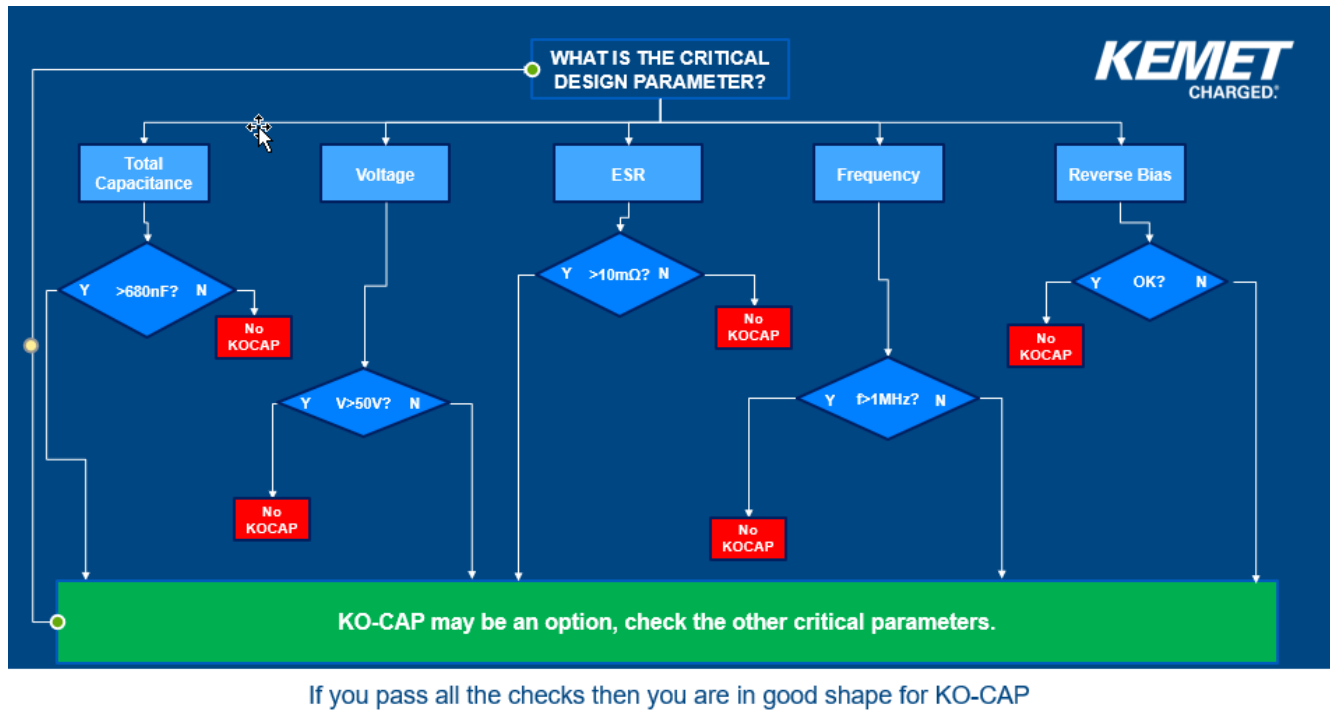 WHAT IS THE CRITICAL
DESIGN PARAMETER?
KEMET
CHARGED.®
Total
Capacitance
Voltage
ESR
Frequency
Reverse Bias
Y >680nF? N
No
KOCAP
Y V>50V? N
No
KOCAP
Y >10mΩ? N
No
KOCAP
Y f>1MHz? N
No
KOCAP
Y OK? N
No
KOCAP
KO-CAP may be an option, check the other critical parameters.
If you pass all the checks then you are in good shape for KO-CAP